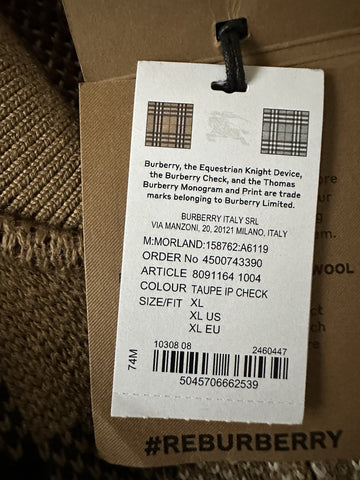 Burberry, the Equestrian Knight Device,
the Burberry Check, and the Thomas
Burberry Monogram and Print are trade
marks belonging to Burberry Limited.
BURBERRY ITALY SRL
VIA MANZONI, 20, 20121 MILANO, ITALY
M:MORLAND:158762:A6119
ORDER No 4500743390
ARTICLE 8091164 1004
COLOUR TAUPE IP CHECK
SIZE/FIT XL
XL US
XL EU
74M
10308 08 2460447
5045706662539
WOOL
#REBURBERRY